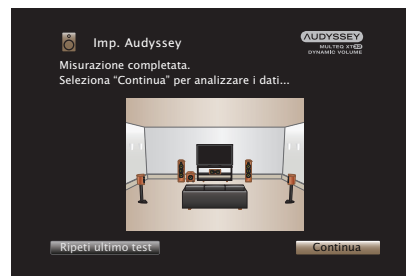 Imp. Audyssey
AUDYSSEY
MULTEQ XT32
DYNAMIC VOLUME
Misurazione completata.
Seleziona “Continua” per analizzare i dati...
Ripeti ultimo test
Continua